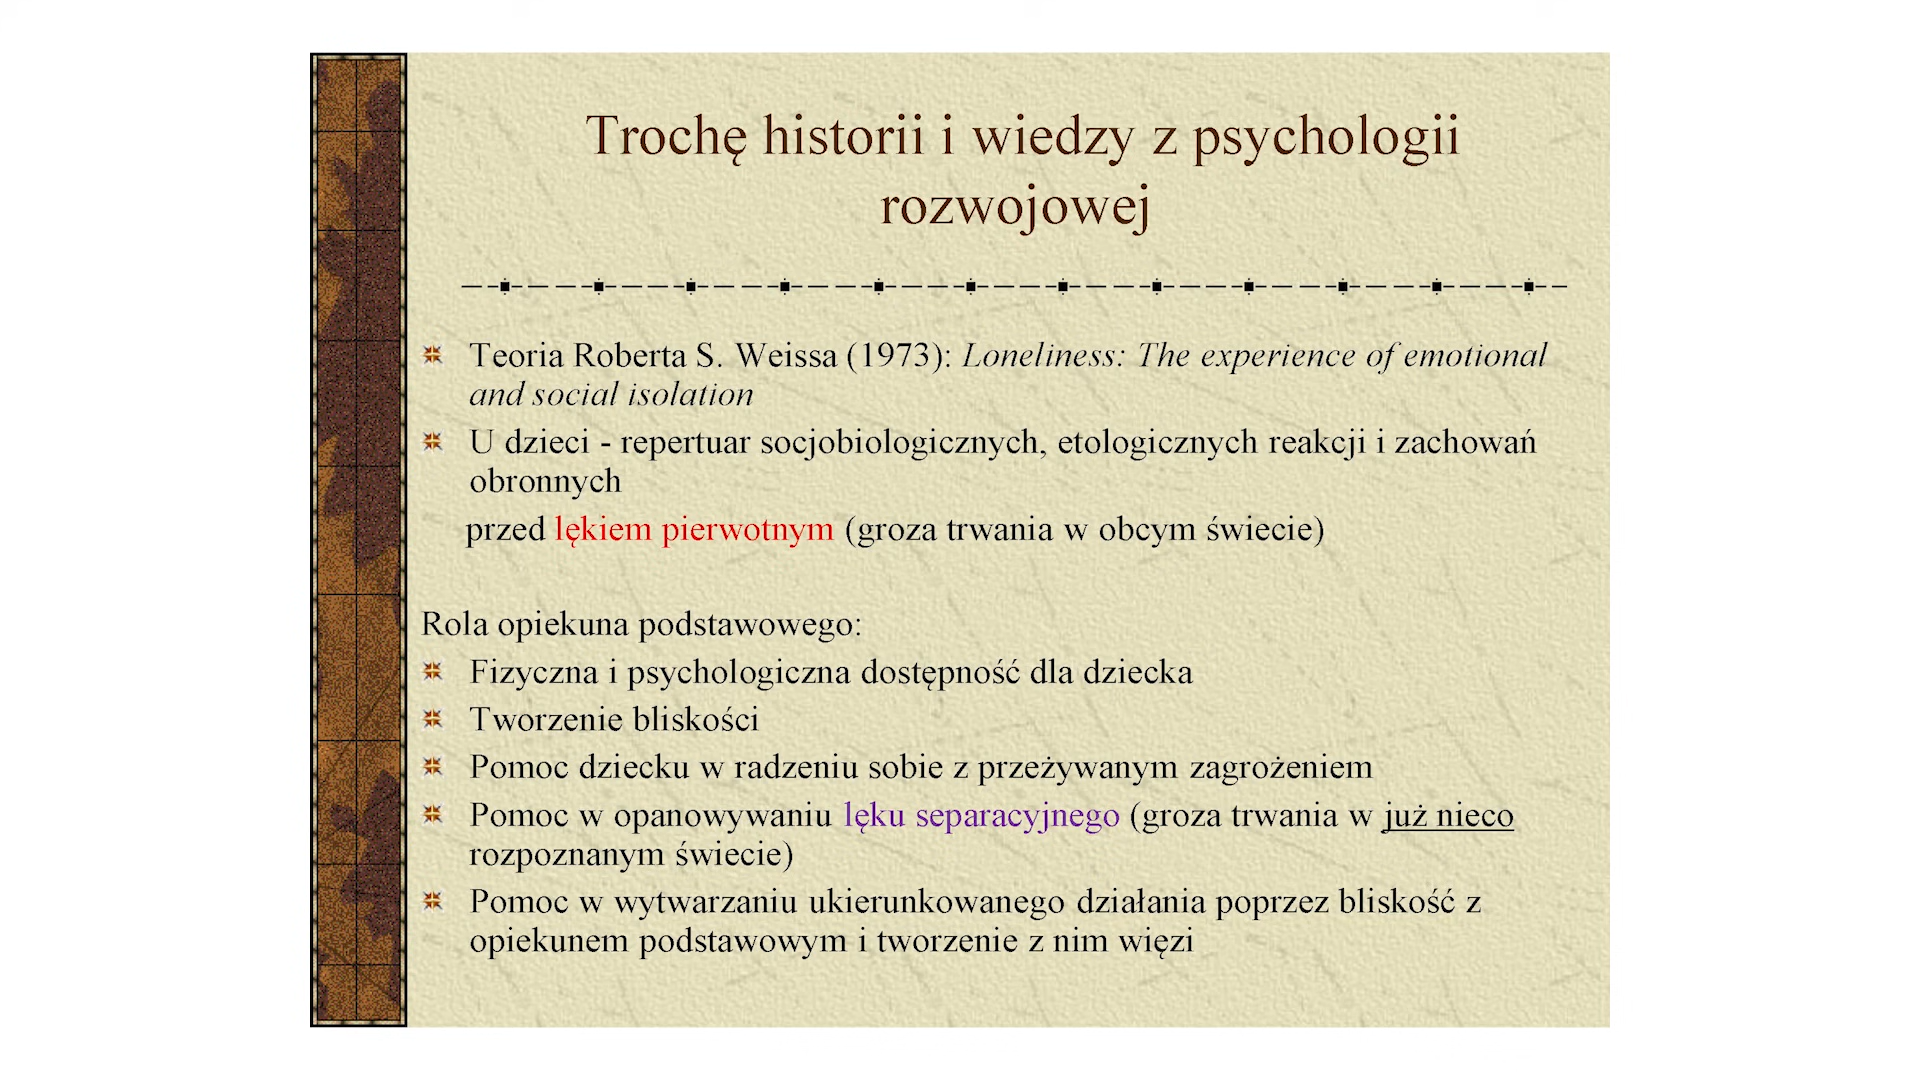 Trochę historii i wiedzy z psychologii
rozwojowej
Teoria Roberta S. Weissa (1973): Loneliness: The experience of emotional
and social isolation
U dzieci - repertuar socjobiologicznych, etologicznych reakcji i zachowań
obronnych
przed lękiem pierwotnym (groza trwania w obcym świecie)
Rola opiekuna podstawowego:
Fizyczna i psychologiczna dostępność dla dziecka
Tworzenie bliskości
Pomoc dziecku w radzeniu sobie z przeżywanym zagrożeniem
Pomoc w opanowywaniu lęku separacyjnego (groza trwania w już nieco
rozpoznanym świecie)
Pomoc w wytwarzaniu ukierunkowanego działania poprzez bliskość z
opiekunem podstawowym i tworzenie z nim więzi